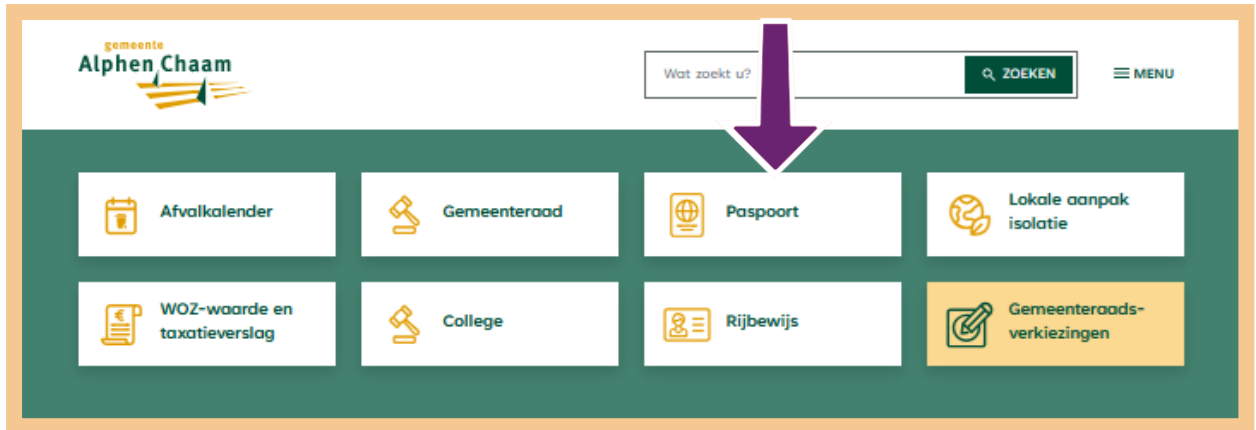 gemeente
Alphen Chaam
Wat zoekt u?
ZOEKEN
MENU
Afvalkalender
Gemeenteraad
Paspoort
Lokale aanpak
isolatie
WOZ-waarde en
taxatieverslag
College
Rijbewijs
Gemeenteraads-
verkiezingen